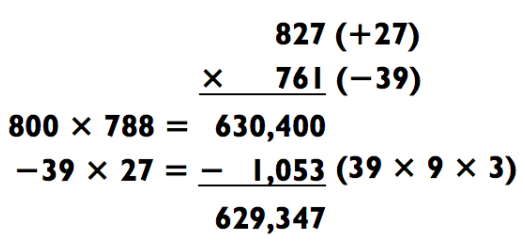 827 (+27)
× 761 (−39)
800 × 788 = 630,400
−39 × 27 = − 1,053 (39 × 9 × 3)
629,347